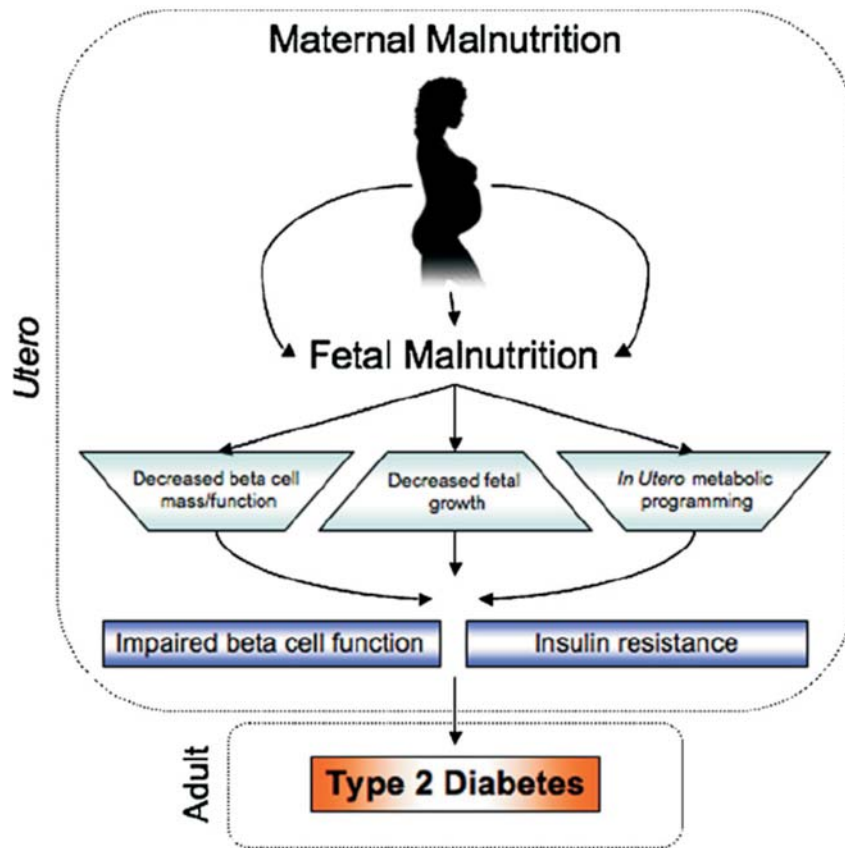 Maternal Malnutrition
Utero
Fetal Malnutrition
Decreased beta cell
mass/function
Decreased fetal
growth
In Utero metabolic
programming
Impaired beta cell function
Insulin resistance
Adult
Type 2 Diabetes